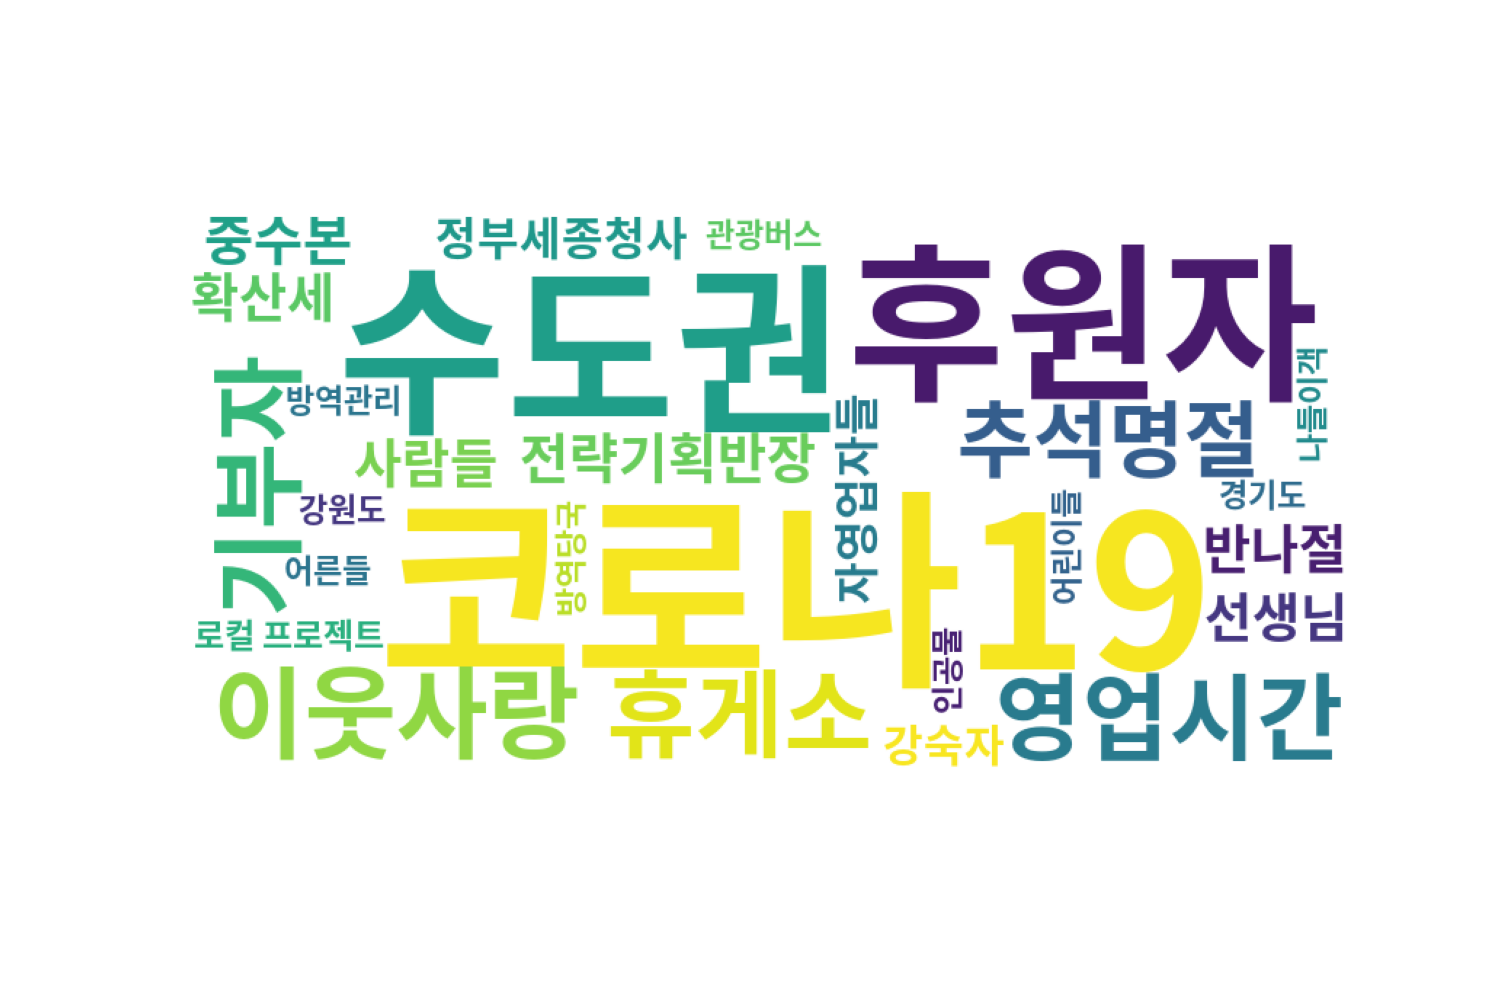 중수본
정부세종청사
관광버스
확산세
수도권
후원자
기부자
방역관리
나들이객
사람들
전략기획반장
자영업자들
추석명절
강원도
경기도
코로나19
방역당국
어린이들
반나절
어른들
선생님
로컬 프로젝트
인공물
이웃사랑
휴게소
강숙자
영업시간